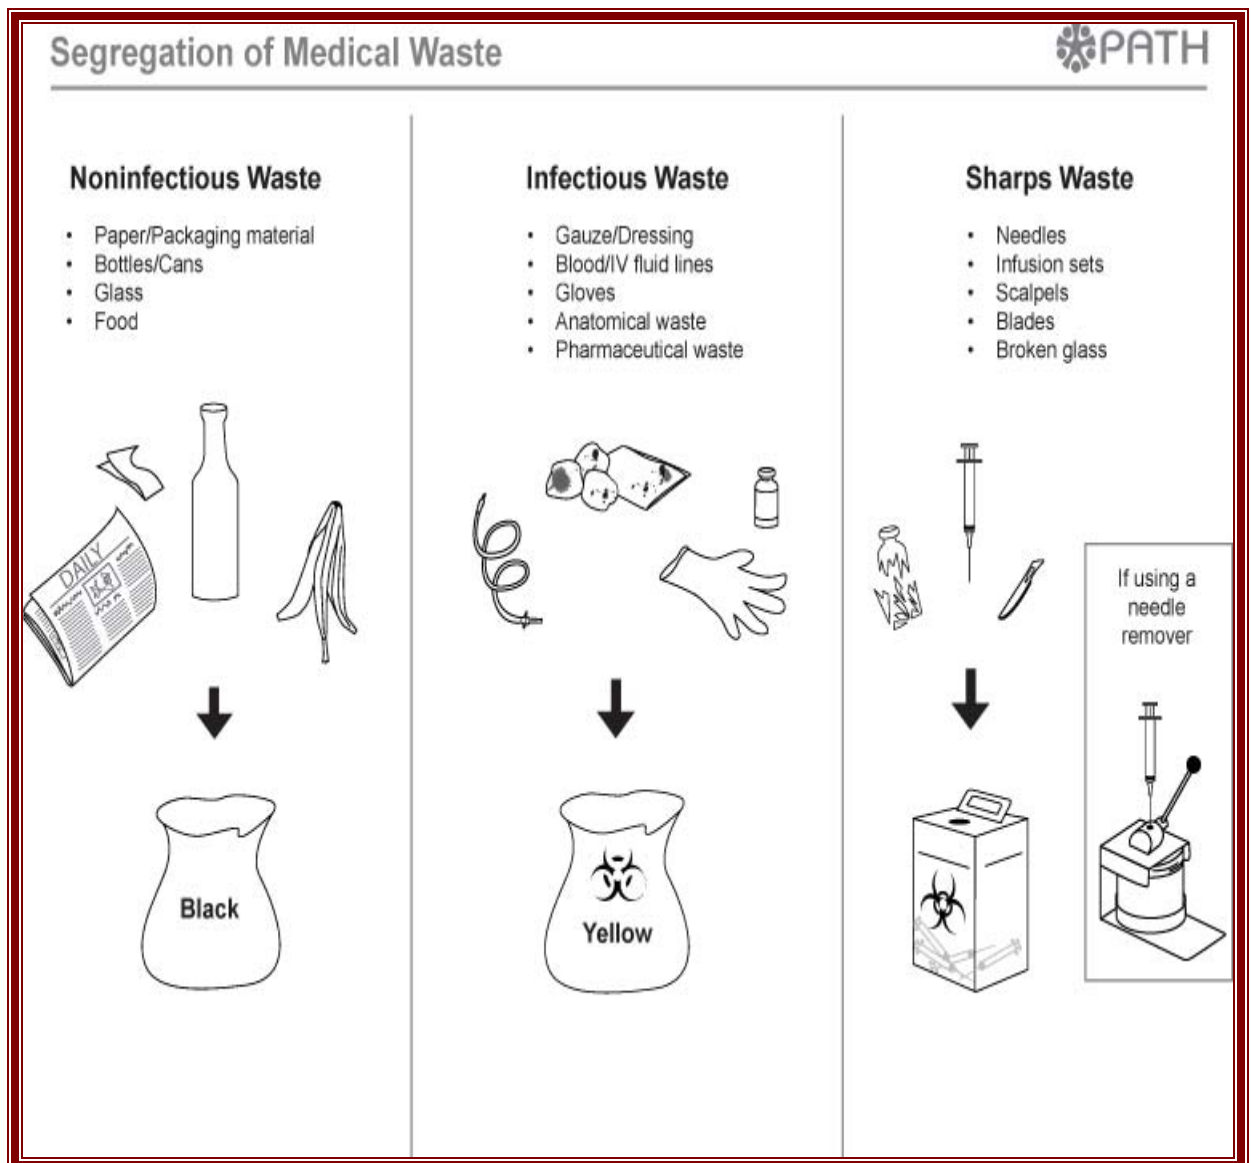 Segregation of Medical Waste
PATH
Noninfectious Waste
• Paper/Packaging material
• Bottles/Cans
• Glass
• Food
DAILY
Black
Infectious Waste
• Gauze/Dressing
• Blood/IV fluid lines
• Gloves
• Anatomical waste
• Pharmaceutical waste
Yellow
Sharps Waste
• Needles
• Infusion sets
• Scalpels
• Blades
• Broken glass
If using a
needle
remover